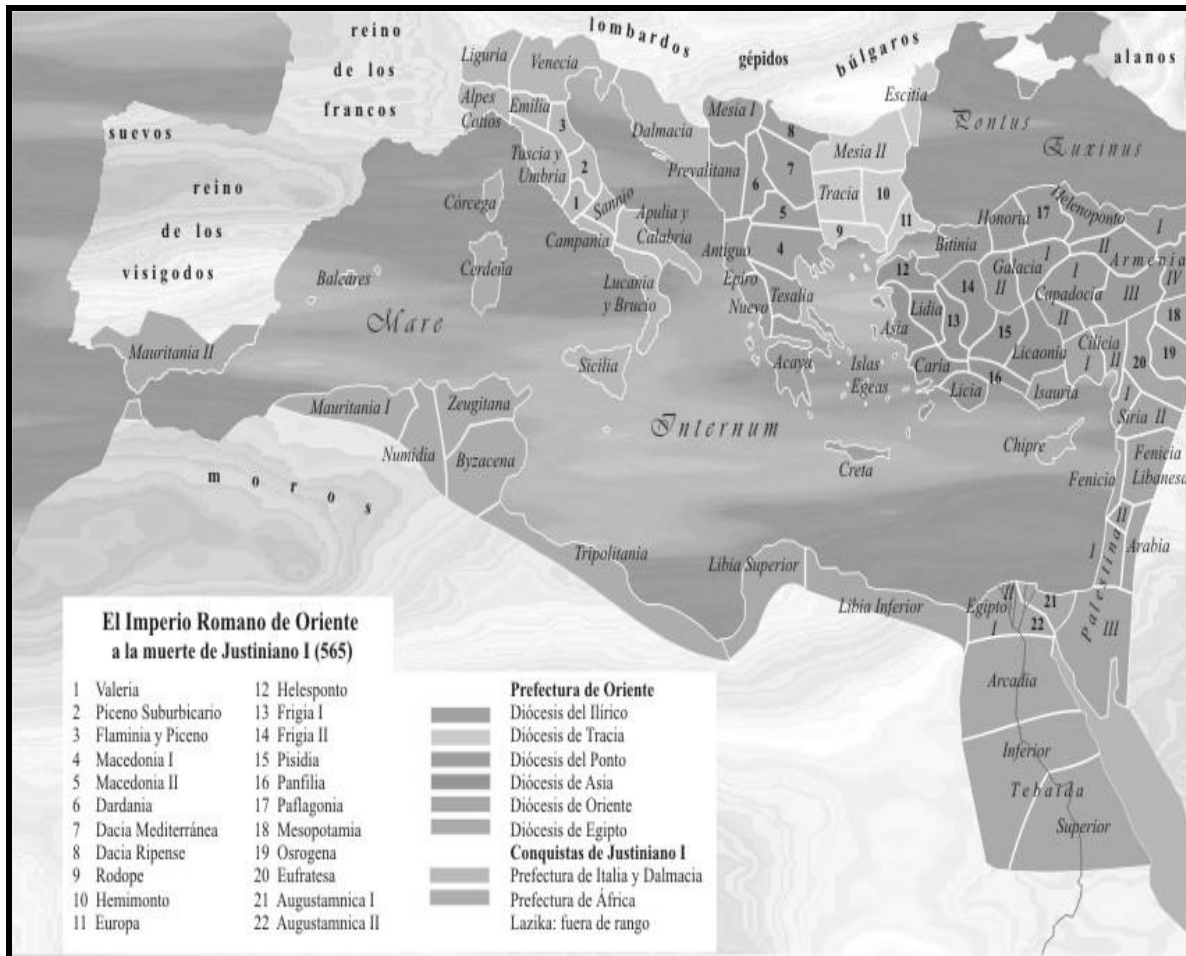 reino
de los
francos
lombardos
gépidos
búlgaros
alanos
suevos
reino
de los
visigodos
moros
Liguria
Venecia
Alpes
Cottios
Emilia
3
Tuscia y
Umbria
2
1
Sannio
Campania
Apulia y
Calabria
Lucania
y Brucio
Córcega
Cerdeña
Sicilia
Baleares
Dalmacia
Prevalitana
Mesia I
8
7
6
5
4
Antiguo
Epiro
Nuevo
Tesalia
Acaya
Islas
Egeas
Creta
Escitia
Mesia II
Tracia
10
9
11
Pontus
Euxinus
Bitinia
Honoria
17
Helenoponto
I
II
I
Armenia
III
IV
Galacia
I
II
Capadocia
I
II
12
14
Lidia
13
Asia
15
Licaonia
Caria
16
Licia
Isauria
Cilicia
I
II
20
18
19
I
Siria II
Chipre
Fenicia
Fenicia
Libanesa
II
I
Palestina
III
Arabia
Mare
Internum
Mauritania II
Mauritania I
Numidia
Zeugitana
Byzacena
Tripolitania
Libia Superior
Libia Inferior
Egipto
I
II
21
22
Arcadia
Inferior
Tebaida
Superior
El Imperio Romano de Oriente
a la muerte de Justiniano I (565)
1 Valeria
2 Piceno Suburbicario
3 Flaminia y Piceno
4 Macedonia I
5 Macedonia II
6 Dardania
7 Dacia Mediterránea
8 Dacia Ripense
9 Rodope
10 Hemimonto
11 Europa
12 Helesponto
13 Frigia I
14 Frigia II
15 Pisidia
16 Panfilia
17 Paflagonia
18 Mesopotamia
19 Osrogena
20 Eufratesa
21 Augustamnica I
22 Augustamnica II
Prefectura de Oriente
Diócesis del Ilírico
Diócesis de Tracia
Diócesis del Ponto
Diócesis de Asia
Diócesis de Oriente
Diócesis de Egipto
Conquistas de Justiniano I
Prefectura de Italia y Dalmacia
Prefectura de África
Lazika: fuera de rango